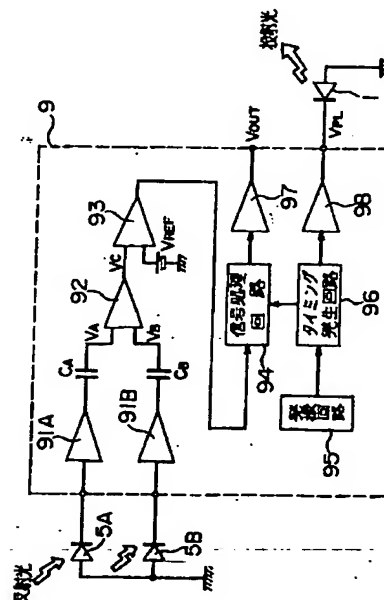 反射光
5A
5B
91A
91B
CA
CB
VA
VB
92
VC
93
VREF
9
信号処理
回路
94
発振回路
95
タイミング
発生回路
96
97
VOUT
98
VPL
1
投射光